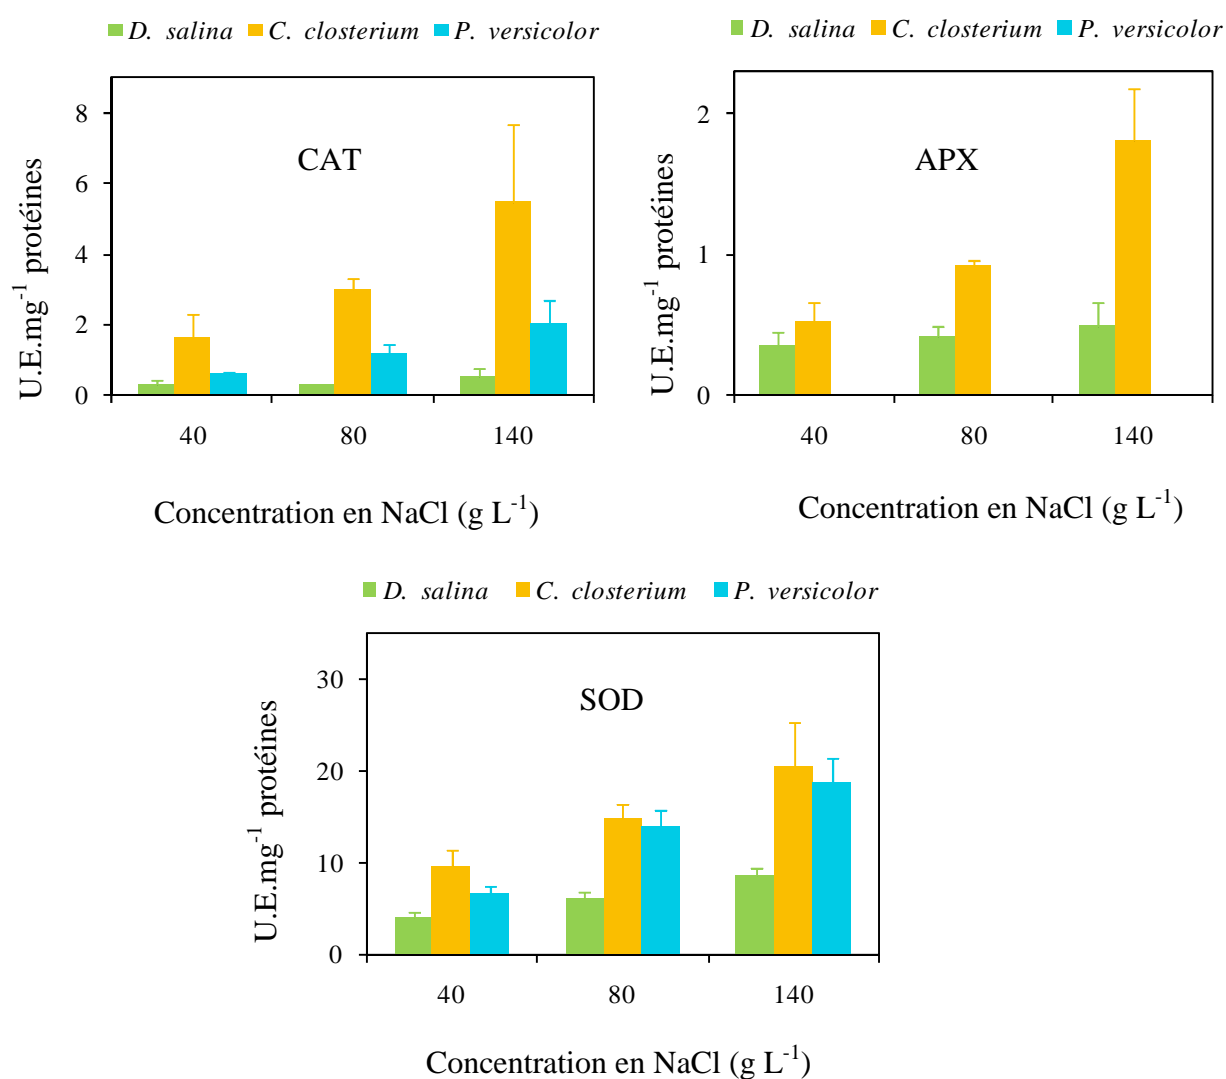 D. salina C. closterium P. versicolor
CAT
U.E.mg-1 protéines
8
6
4
2
0
40 80 140
Concentration en NaCl (g L-1)
D. salina C. closterium P. versicolor
APX
U.E.mg-1 protéines
2
1
0
40 80 140
Concentration en NaCl (g L-1)
D. salina C. closterium P. versicolor
SOD
U.E.mg-1 protéines
30
20
10
0
40 80 140
Concentration en NaCl (g L-1)